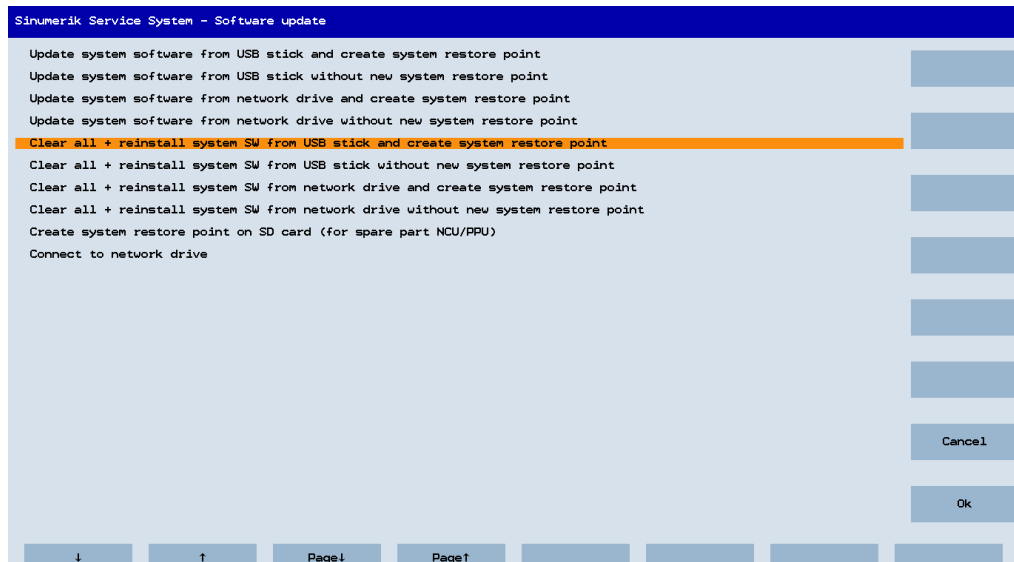 Sinumerik Service System - Software update
Update system software from USB stick and create system restore point
Update system software from USB stick without new system restore point
Update system software from network drive and create system restore point
Update system software from network drive without new system restore point
Clear all + reinstall system SW from USB stick and create system restore point
Clear all + reinstall system SW from USB stick without new system restore point
Clear all + reinstall system SW from network drive and create system restore point
Clear all + reinstall system SW from network drive without new system restore point
Create system restore point on SD card (for spare part NCU/PPU)
Connect to network drive
Cancel
Ok
↓ ↑ Page↓ Page↑